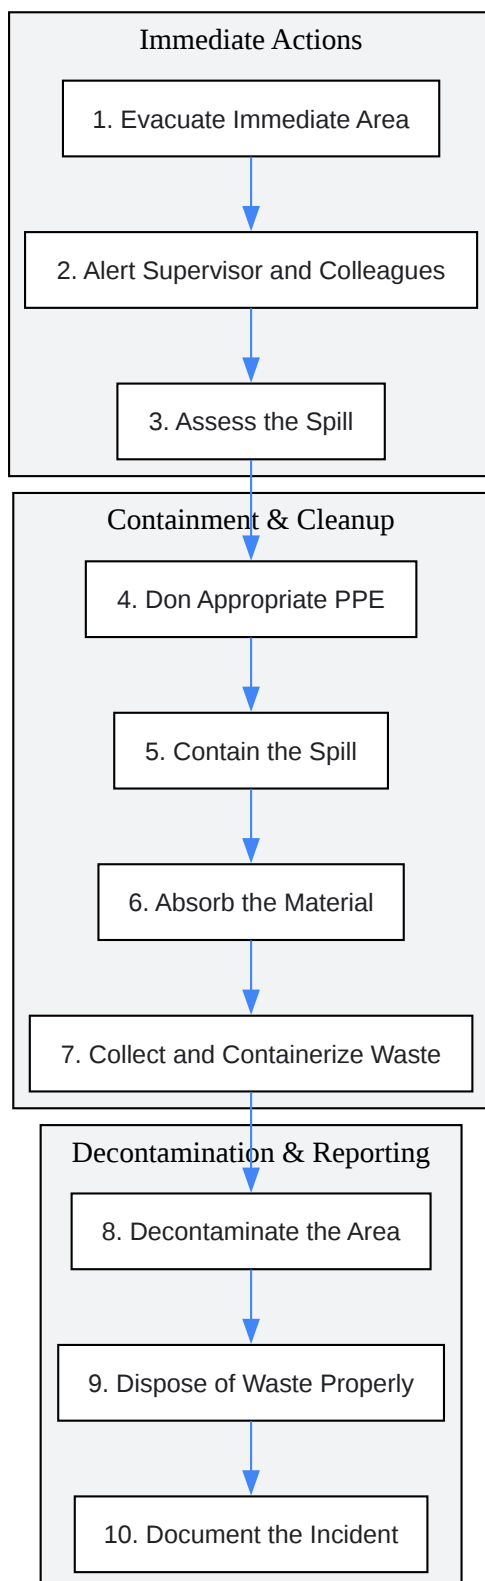 Immediate Actions
1. Evacuate Immediate Area
2. Alert Supervisor and Colleagues
3. Assess the Spill
Containment & Cleanup
4. Don Appropriate PPE
5. Contain the Spill
6. Absorb the Material
7. Collect and Containerize Waste
Decontamination & Reporting
8. Decontaminate the Area
9. Dispose of Waste Properly
10. Document the Incident